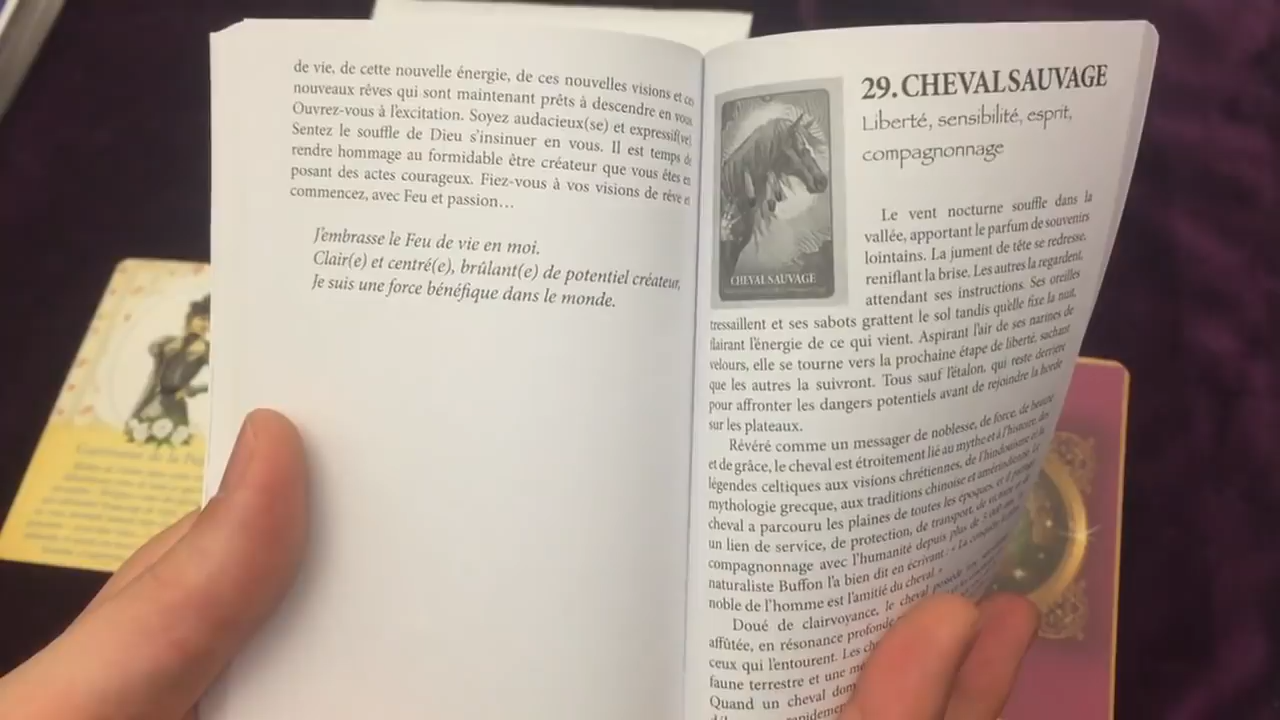 de vie, de cette nouvelle énergie, de ces nouvelles visions et
nouveaux rêves qui sont maintenant prêts à descendre en vous
Ouvrez-vous à l'excitation. Soyez audacieux(se) et expressif(ve)
Sentez le souffle de Dieu s'insinuer en vous. Il est temps de
rendre hommage au formidable être créateur que vous êtes en
posant des actes courageux. Fiez-vous à vos visions de rêve et
commencez, avec Feu et passion…
J'embrasse le Feu de vie en moi.
Clair(e) et centré(e), brûlant(e) de potentiel créateur,
Je suis une force bénéfique dans le monde.
29. CHEVAL SAUVAGE
Liberté, sensibilité, esprit,
compagnonnage
CHEVAL SAUVAGE
Le vent nocturne souffle dans la
vallée, apportant le parfum de souvenirs
lointains. La jument de tête se redresse,
reniflant la brise. Les autres la regardent,
attendant ses instructions. Ses oreilles
tressaillent et ses sabots grattent le sol tandis qu'elle fixe la nuit,
flairant l'énergie de ce qui vient. Aspirant l'air de ses narines de
velours, elle se tourne vers la prochaine étape de liberté, sachant
que les autres la suivront. Tous sauf l'étalon, qui reste derrière
pour affronter les dangers potentiels avant de rejoindre la horde
sur les plateaux.
Révéré comme un messager de noblesse, de force, de beauté
et de grâce, le cheval est étroitement lié au mythe et à l'histoire, des
légendes celtiques aux visions chrétiennes, de l'hindouisme et la
mythologie grecque, aux traditions chinoise et amérindienne. Le
cheval a parcouru les plaines de toutes les époques, et il partage
un lien de service, de protection, de transport, de
compagnonnage avec l'humanité depuis plus de 5 000 ans. Le
naturaliste Buffon l'a bien dit en écrivant : « La conquête la plus
noble de l'homme est l'amitié du cheval. »
Doué de clairvoyance, le cheval possède
affûtée, en résonance profonde
ceux qui l'entourent. Les
faune terrestre et une
Quand un cheval